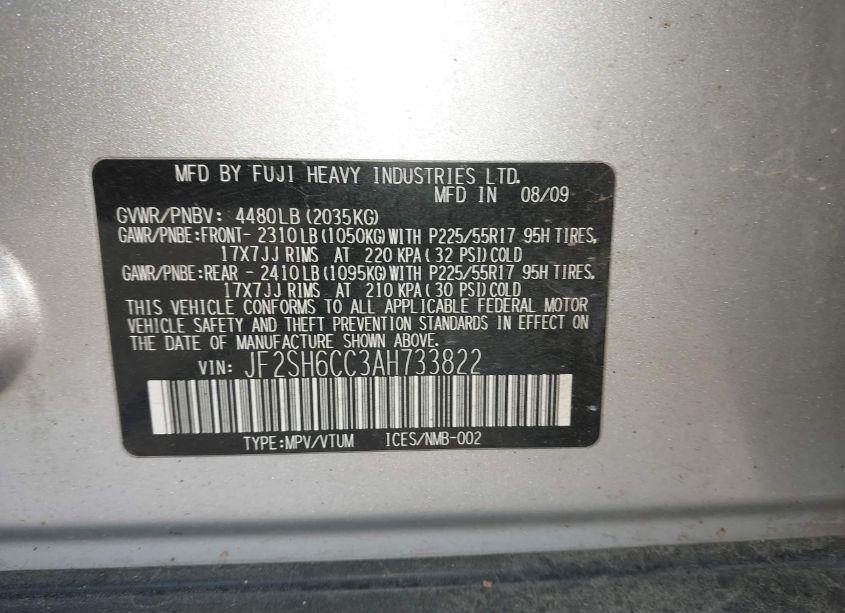 MFD BY FUJI HEAVY INDUSTRIES LTD.
MFD IN 08/09
GVWR/PNBV: 4480LB(2035KG)
GAWR/PNBE:FRONT- 2310LB(1050KG)WITH P225/55R17 95H TIRES,
17X7JJ RIMS AT 220 KPA( 32 PSI)COLD
GAWR/PNBE:REAR - 2410LB(1095KG)WITH P225/55R17 95H TIRES,
17X7JJ RIMS AT 210 KPA( 30 PSI)COLD
THIS VEHICLE CONFORMS TO ALL APPLICABLE FEDERAL MOTOR
VEHICLE SAFETY AND THEFT PREVENTION STANDARDS IN EFFECT ON
THE DATE OF MANUFACTURE SHOWN ABOVE.
VIN: JF2SH6CC3AH733822
TYPE:MPV/VTUM ICES/NMB-002